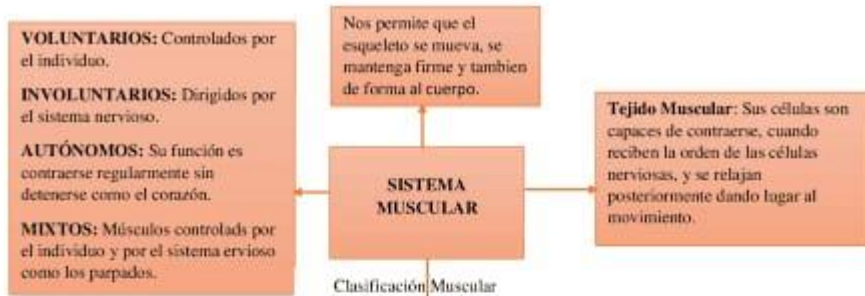 VOLUNTARIOS: Controlados por
el individuo.
INVOLUNTARIOS: Dirigidos por
el sistema nervioso.
AUTÓNOMOS: Su función es
contraerse regularmente sin
detenerse como el corazón.
MIXTOS: Músculos controlads por
el individuo y por el sistema ervioso
como los parpados.
Nos permite que el
esqueleto se mueva, se
mantenga firme y tambien
de forma al cuerpo.
SISTEMA
MUSCULAR
Tejido Muscular: Sus células son
capaces de contraerse, cuando
reciben la orden de las células
nerviosas, y se relajan
posteriormente dando lugar al
movimiento.
Clasificación Muscular